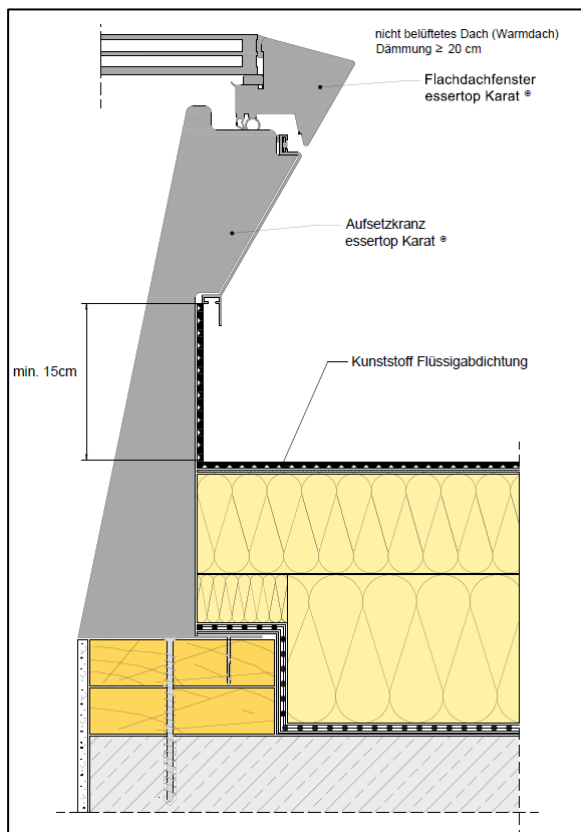 nicht belüftetes Dach (Warmdach)
Dämmung ≥ 20 cm
Flachdachfenster
essertop Karat ®
Aufsetzkranz
essertop Karat ®
min. 15cm
Kunststoff Flüssigabdichtung